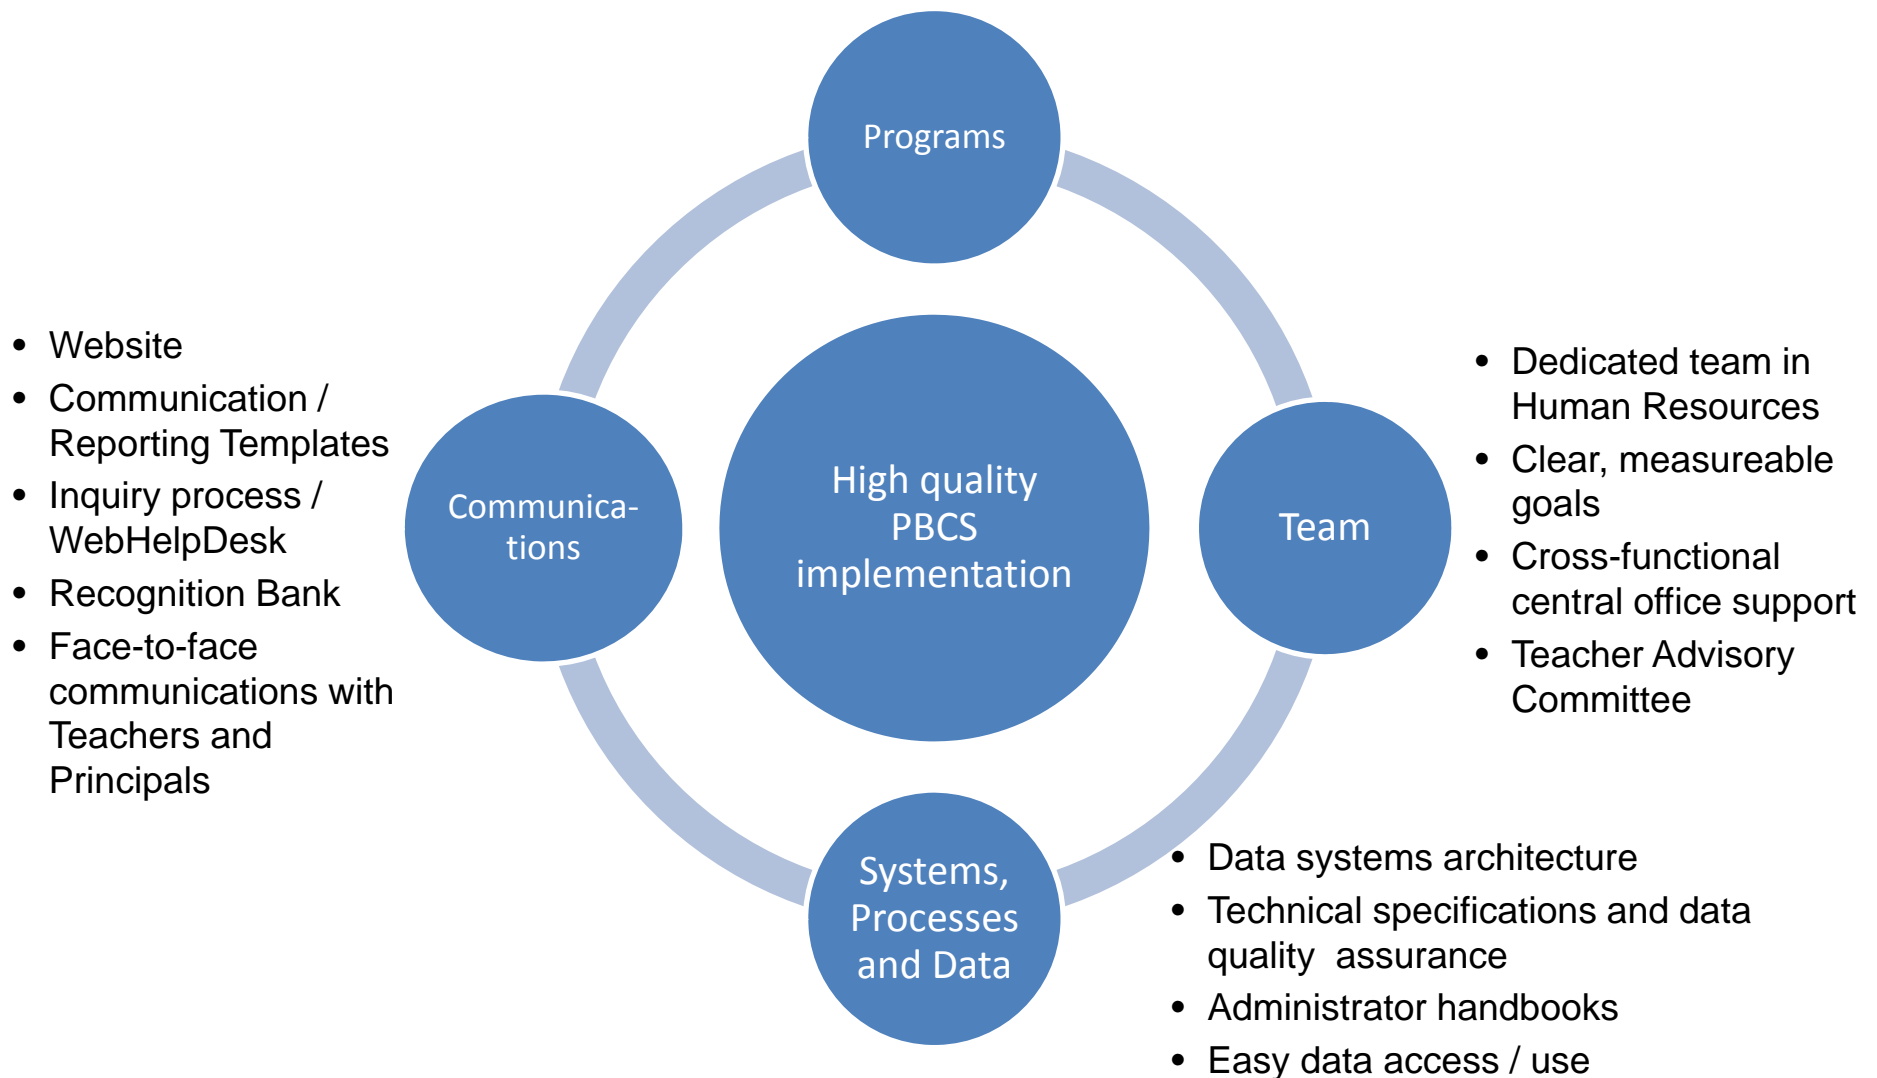 Programs
• Website
• Communication /
Reporting Templates
• Inquiry process /
WebHelpDesk
• Recognition Bank
• Face-to-face
communications with
Teachers and
Principals
Communica-
tions
High quality
PBCS
implementation
Team
• Dedicated team in
Human Resources
• Clear, measureable
goals
• Cross-functional
central office support
• Teacher Advisory
Committee
Systems,
Processes
and Data
• Data systems architecture
• Technical specifications and data
quality  assurance
• Administrator handbooks
• Easy data access / use